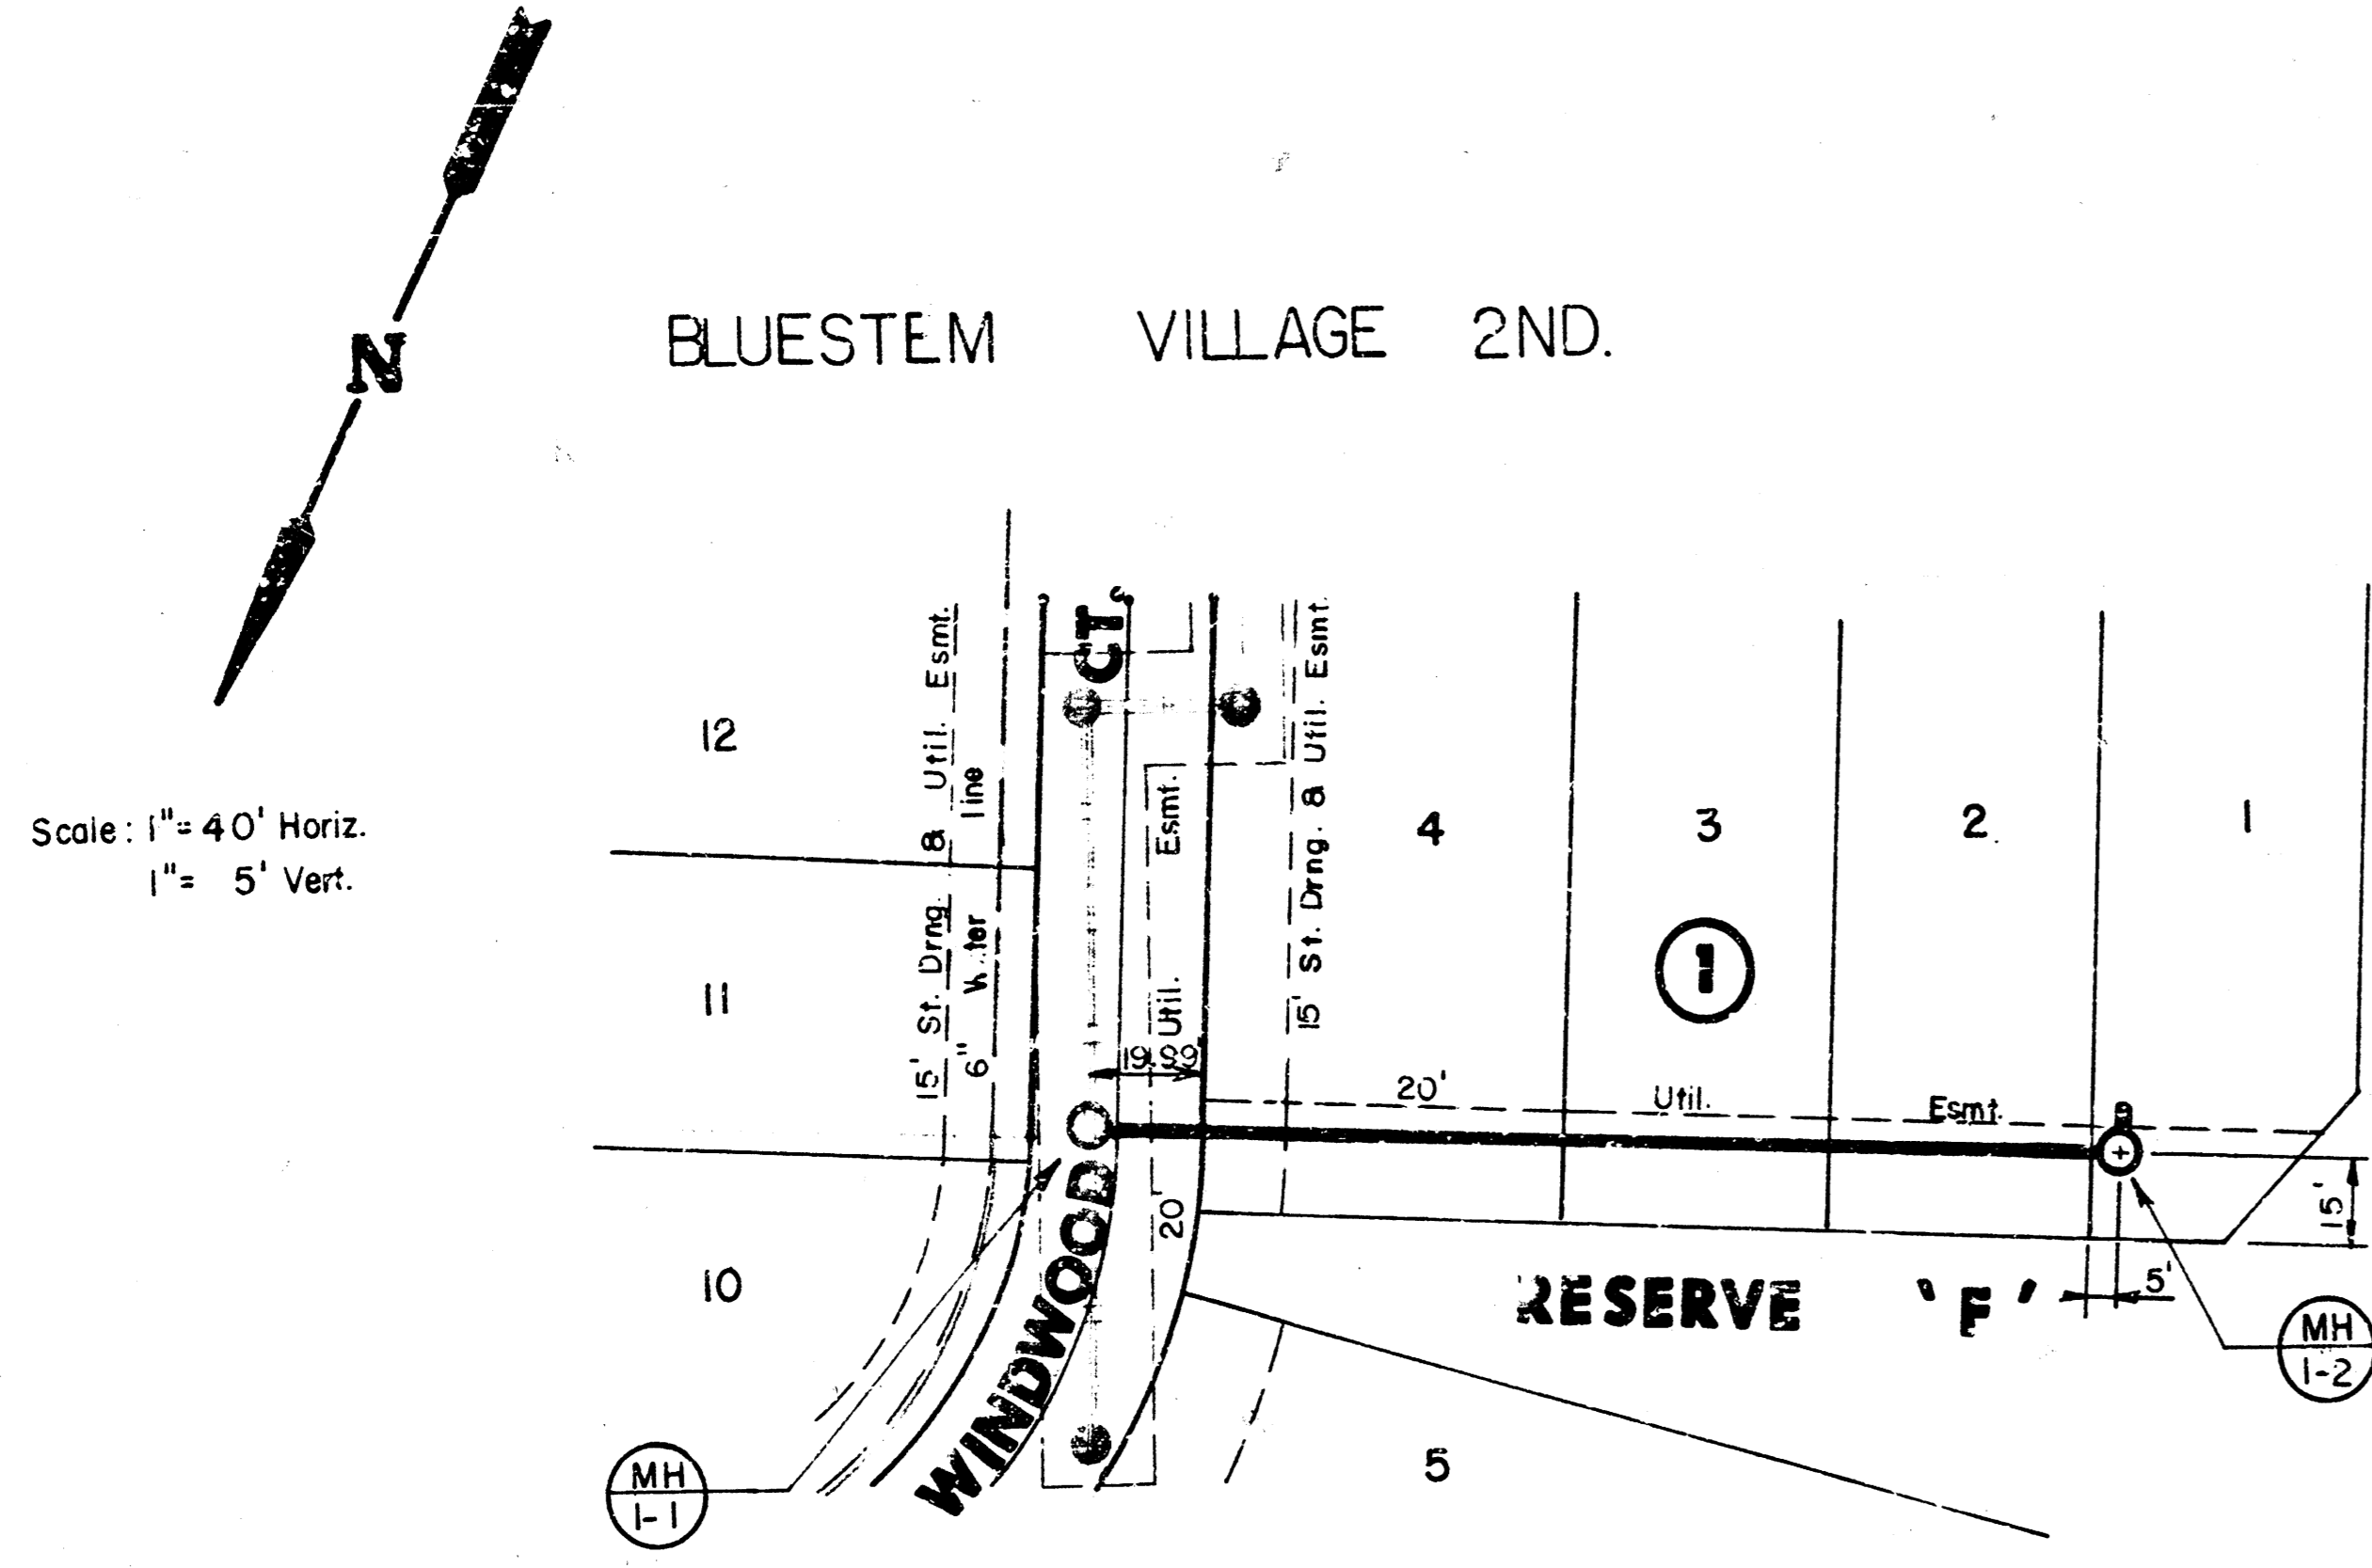 N
BLUESTEM VILLAGE 2ND.
Scale: 1"= 40' Horiz.
1"= 5' Vert.
12
11
10
15' St. Drng. & Util. Esmt.
6" Water line
WINDWOOD CT
20' Util. Esmt.
19.89'
15' St. Drng. & Util. Esmt.
4
3
2
1
1
20' Util. Esmt.
15'
5'
RESERVE 'F'
5
MH
1-1
MH
1-2